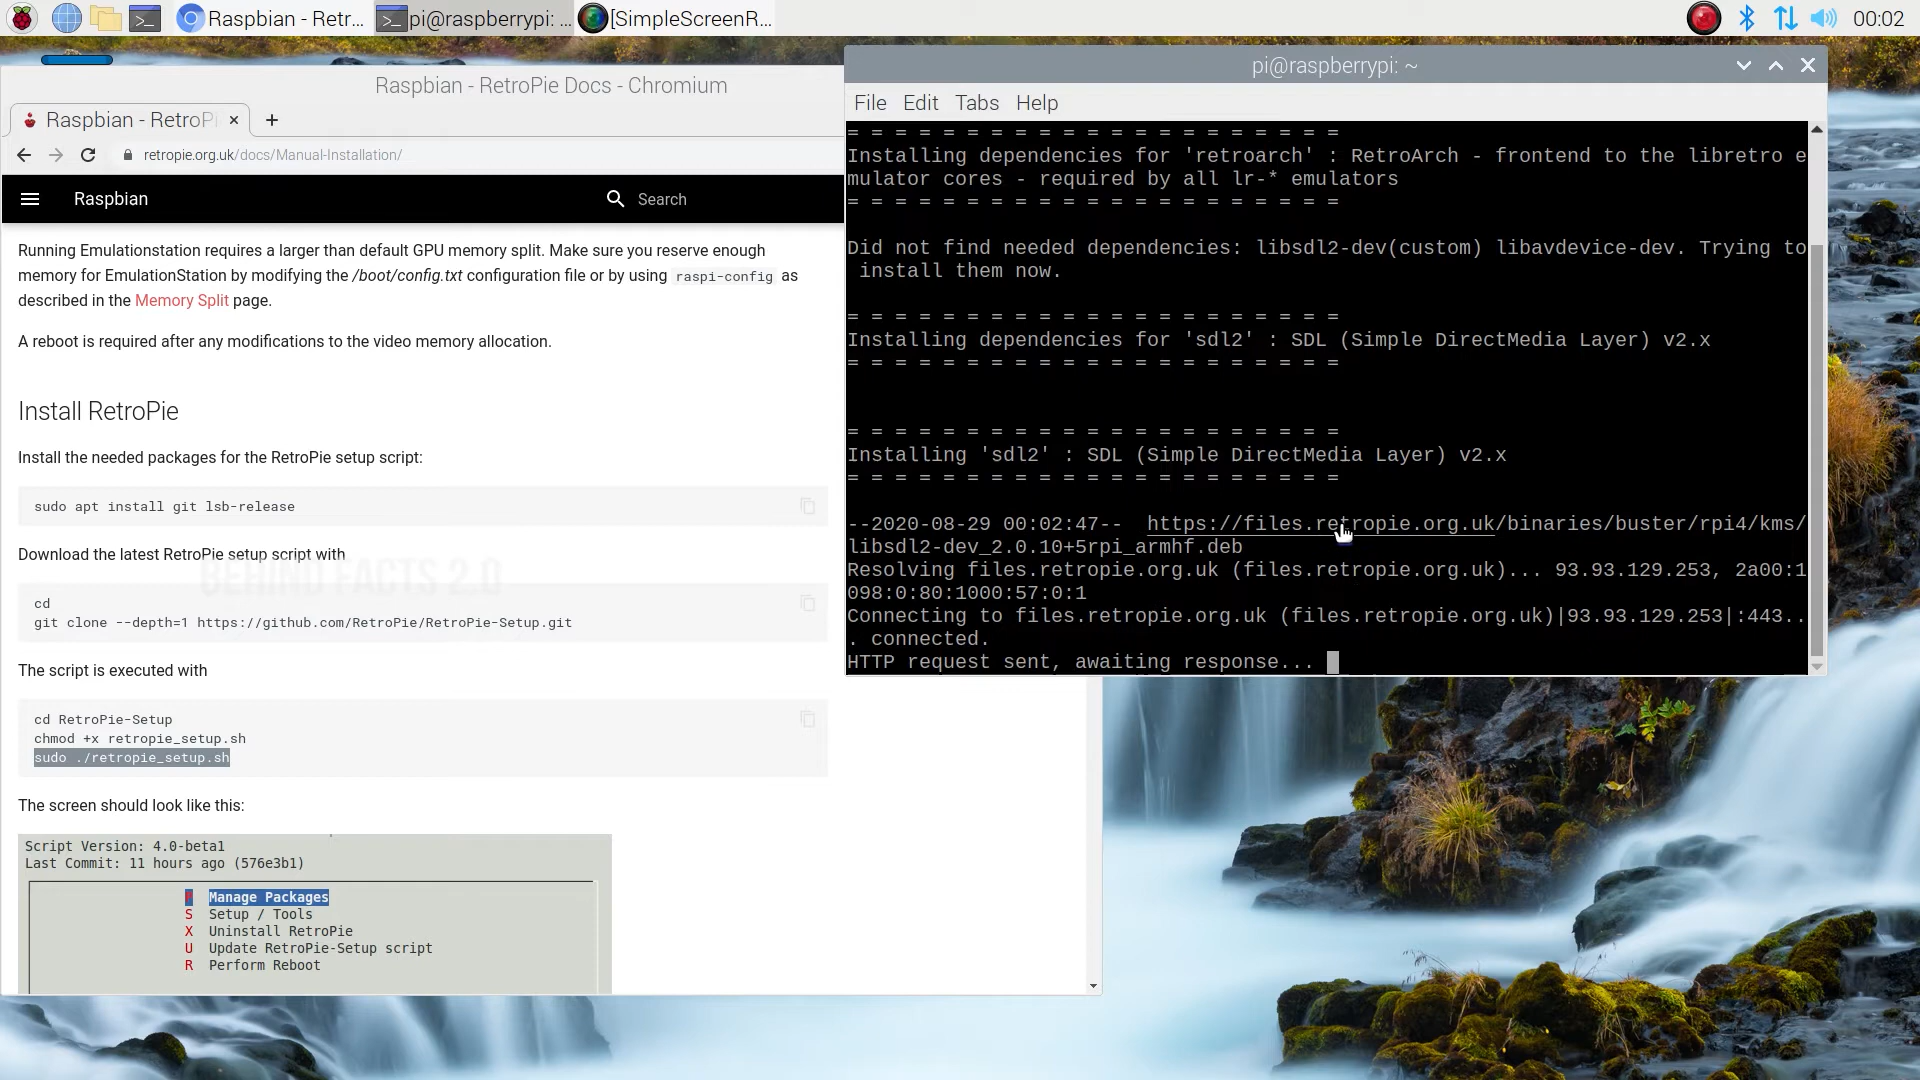 Raspbian - Retr...
pi@raspberrypi: ...
[SimpleScreenR...
00:02
Raspbian - RetroPie Docs - Chromium
Raspbian - RetroPi
retropie.org.uk/docs/Manual-Installation/
Raspbian
Search
Running Emulationstation requires a larger than default GPU memory split. Make sure you reserve enough
memory for EmulationStation by modifying the /boot/config.txt configuration file or by using raspi-config as
described in the Memory Split page.
A reboot is required after any modifications to the video memory allocation.
Install RetroPie
Install the needed packages for the RetroPie setup script:
sudo apt install git lsb-release
Download the latest RetroPie setup script with
BEHIND FACTS 2.0
cd
git clone --depth=1 https://github.com/RetroPie/RetroPie-Setup.git
The script is executed with
cd RetroPie-Setup
chmod +x retropie_setup.sh
sudo ./retropie_setup.sh
The screen should look like this:
Script Version: 4.0-beta1
Last Commit: 11 hours ago (576e3b1)
P Manage Packages
S Setup / Tools
X Uninstall RetroPie
U Update RetroPie-Setup script
R Perform Reboot
pi@raspberrypi: ~
File Edit Tabs Help
= = = = = = = = = = = = = = = = = = = = =
Installing dependencies for 'retroarch' : RetroArch - frontend to the libretro e
mulator cores - required by all lr-* emulators
= = = = = = = = = = = = = = = = = = = = =
Did not find needed dependencies: libsdl2-dev(custom) libavdevice-dev. Trying to
install them now.
= = = = = = = = = = = = = = = = = = = = =
Installing dependencies for 'sdl2' : SDL (Simple DirectMedia Layer) v2.x
= = = = = = = = = = = = = = = = = = = = =
= = = = = = = = = = = = = = = = = = = = =
Installing 'sdl2' : SDL (Simple DirectMedia Layer) v2.x
= = = = = = = = = = = = = = = = = = = = =
--2020-08-29 00:02:47-- https://files.retropie.org.uk/binaries/buster/rpi4/kms/
libsdl2-dev_2.0.10+5rpi_armhf.deb
Resolving files.retropie.org.uk (files.retropie.org.uk)... 93.93.129.253, 2a00:1
098:0:80:1000:57:0:1
Connecting to files.retropie.org.uk (files.retropie.org.uk)|93.93.129.253|:443..
. connected.
HTTP request sent, awaiting response...